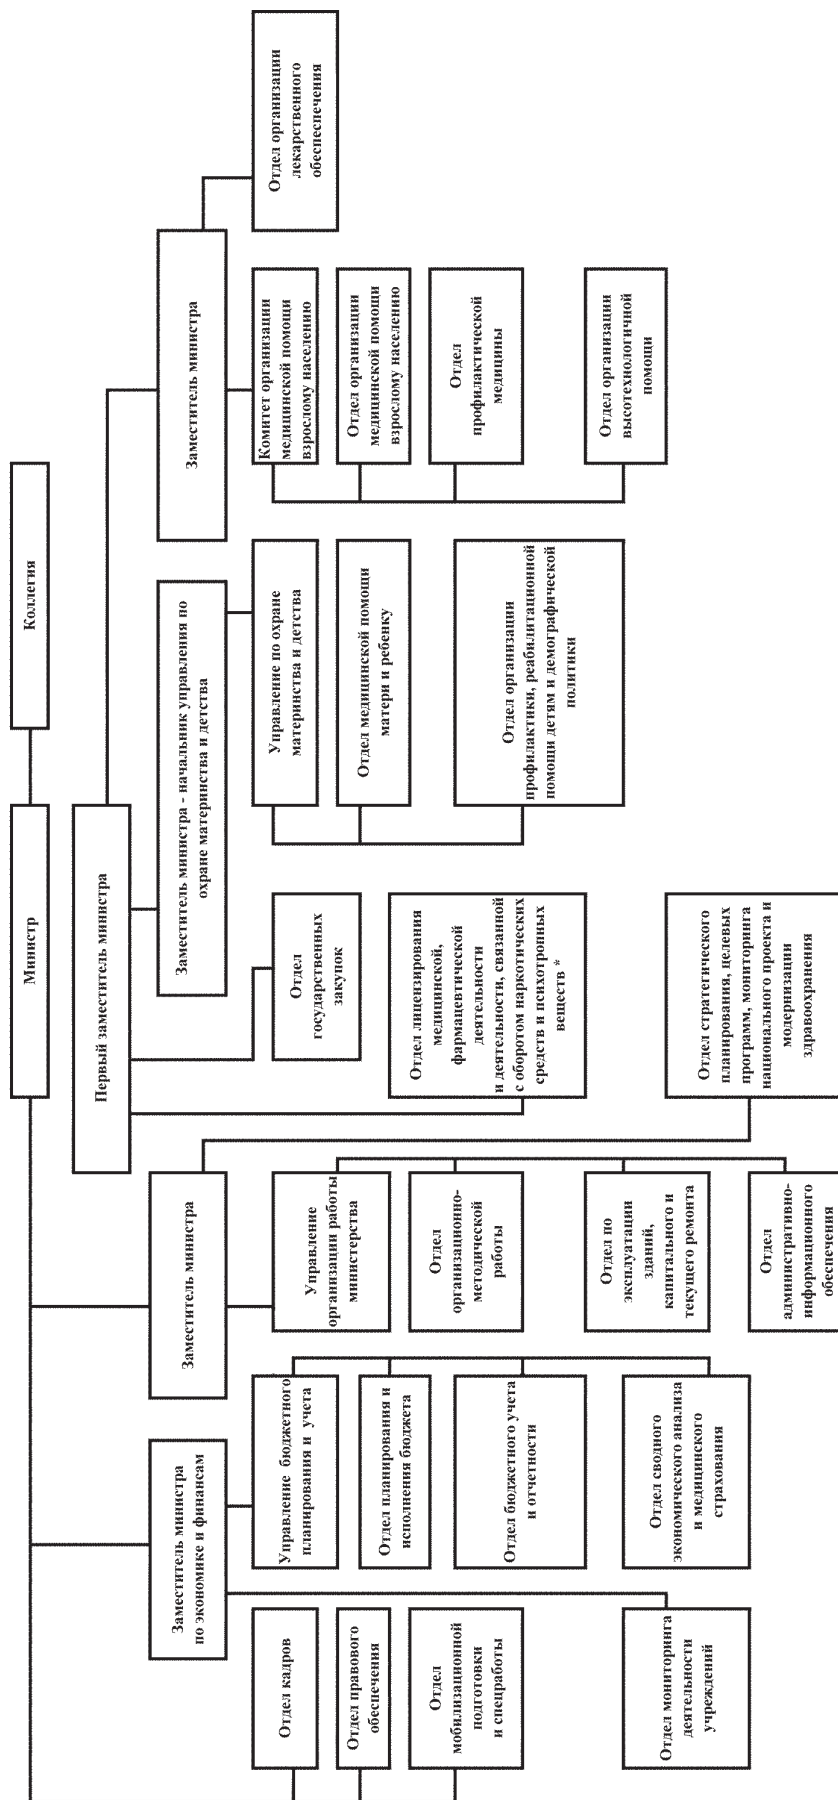 Министр
Коллегия
Первый заместитель министра
Заместитель министра
по экономике и финансам
Заместитель министра
Заместитель министра - начальник управления по
охране материнства и детства
Заместитель министра
Отдел кадров
Отдел правового
обеспечения
Отдел
мобилизационной
подготовки
и спецработы
Отдел мониторинга
деятельности
учреждений
Управление бюджетного
планирования и учета
Отдел планирования и
исполнения бюджета
Отдел бюджетного учета
и отчетности
Отдел сводного
экономического анализа
и медицинского
страхования
Управление
организации работы
министерства
Отдел
организационно-
методической
работы
Отдел по
эксплуатации
зданий,
капитального и
текущего ремонта
Отдел
административно-
информационного
обеспечения
Отдел
государственных
закупок
Отдел лицензирования
медицинской,
фармацевтической
деятельности
и деятельности, связанной
с оборотом наркотических
средств и психотропных
веществ *
Отдел стратегического
планирования, целевых
программ, мониторинга
национального проекта и
модернизации
здравоохранения
Управление по охране
материнства и детства
Отдел медицинской помощи
матери и ребенку
Отдел организации
профилактики, реабилитационной
помощи детям и демографической
политики
Комитет организации
медицинской помощи
взрослому населению
Отдел организации
медицинской помощи
взрослому населению
Отдел
профилактической
медицины
Отдел организации
высотехнологичной
помощи
Отдел организации
лекарственного
обеспеспечения